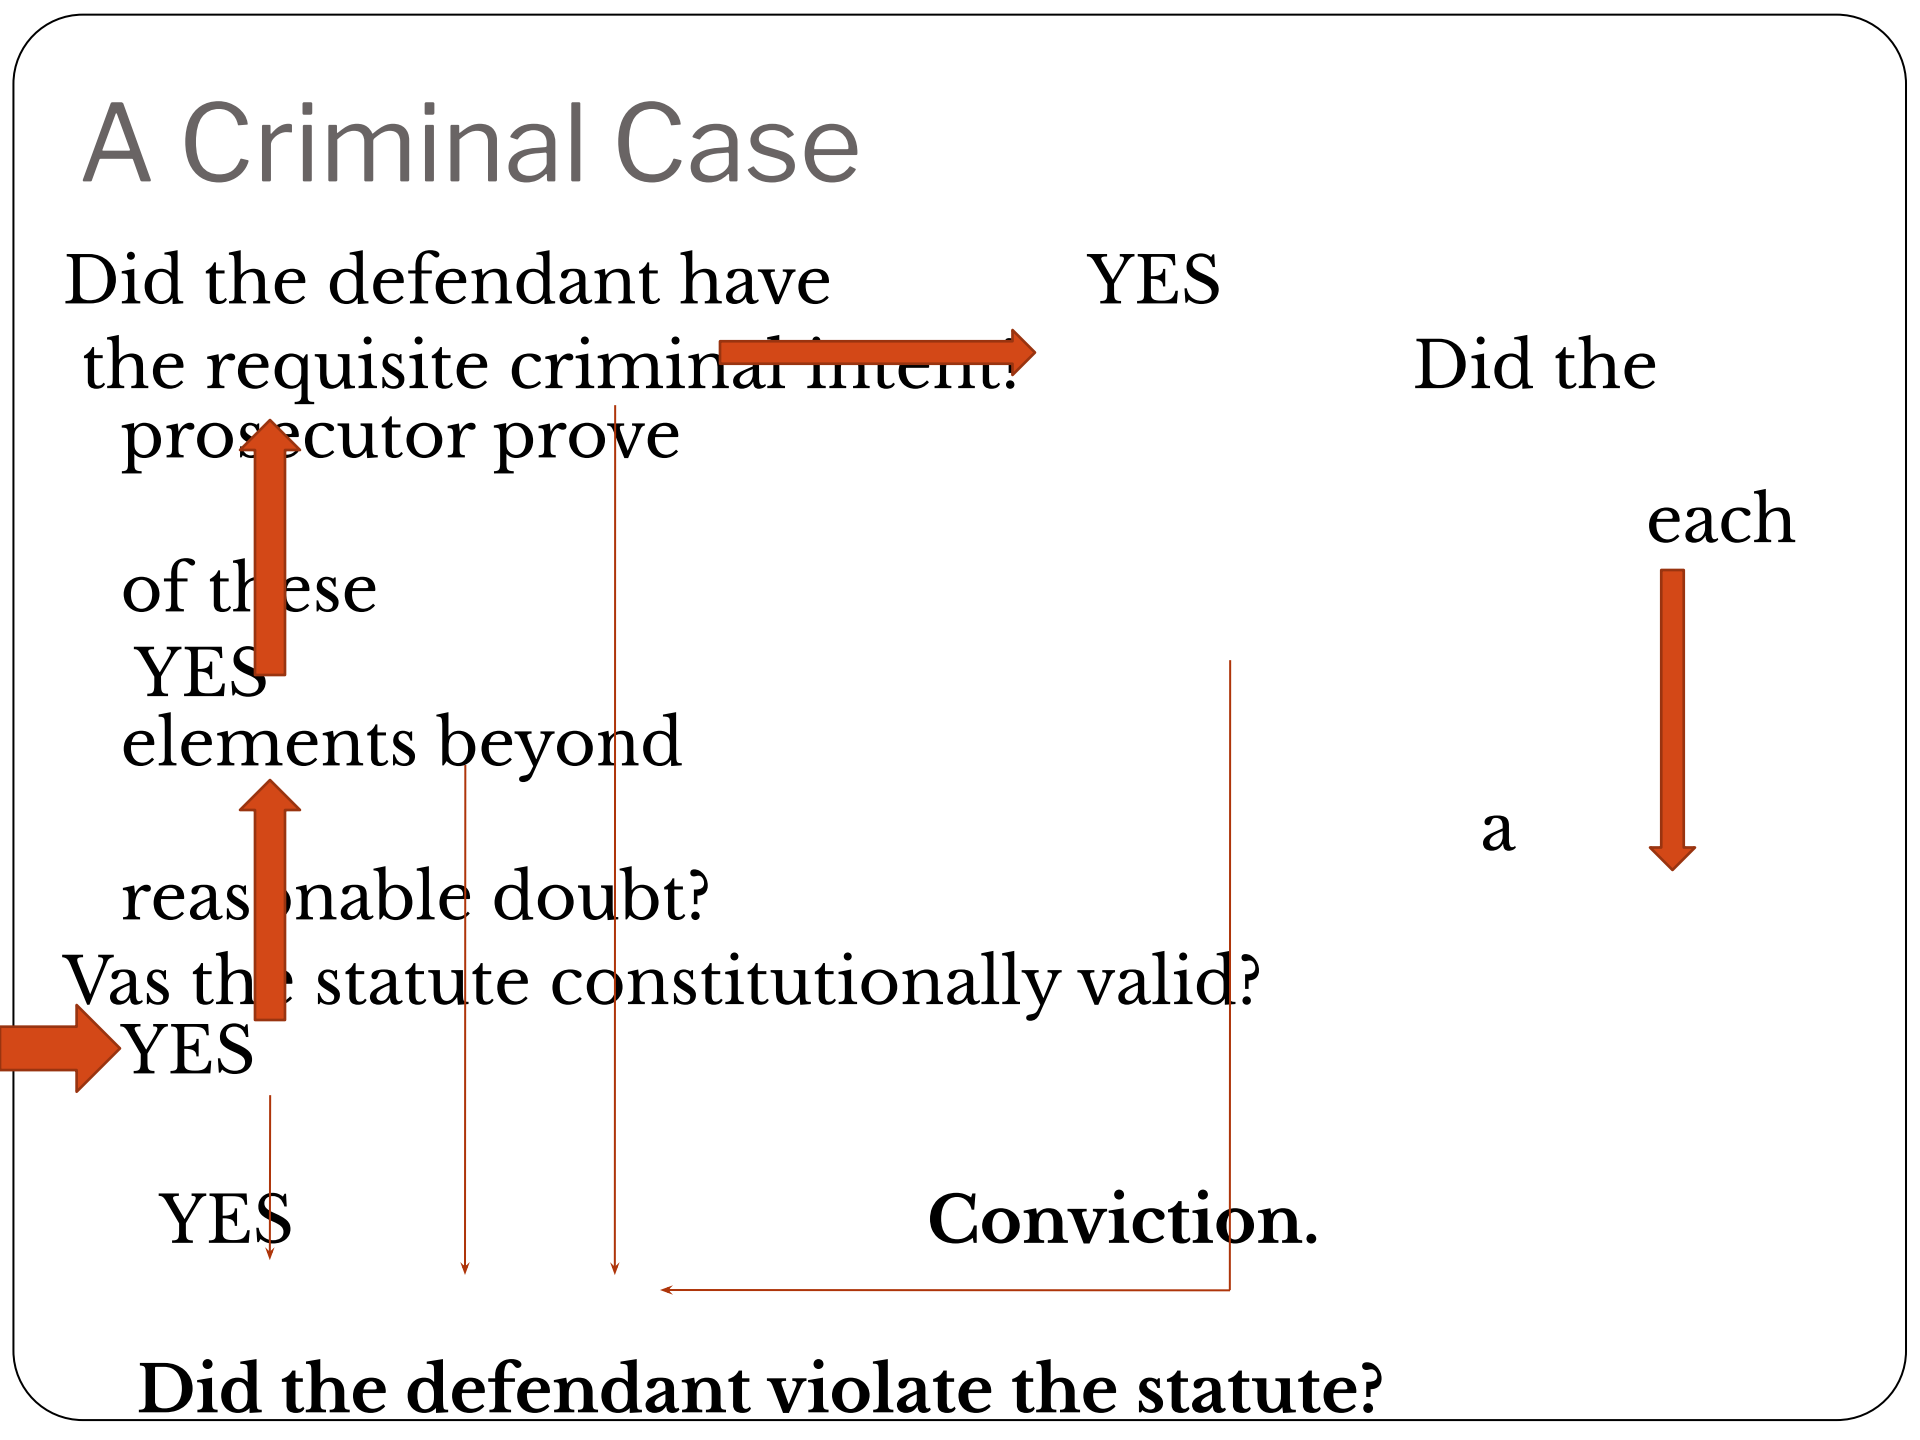 A Criminal Case
Did the defendant have YES
the requisite criminal intent? Did the
prosecutor prove
each
of these
YES
elements beyond
a
reasonable doubt?
Vas the statute constitutionally valid?
YES
YES Conviction.
Did the defendant violate the statute?